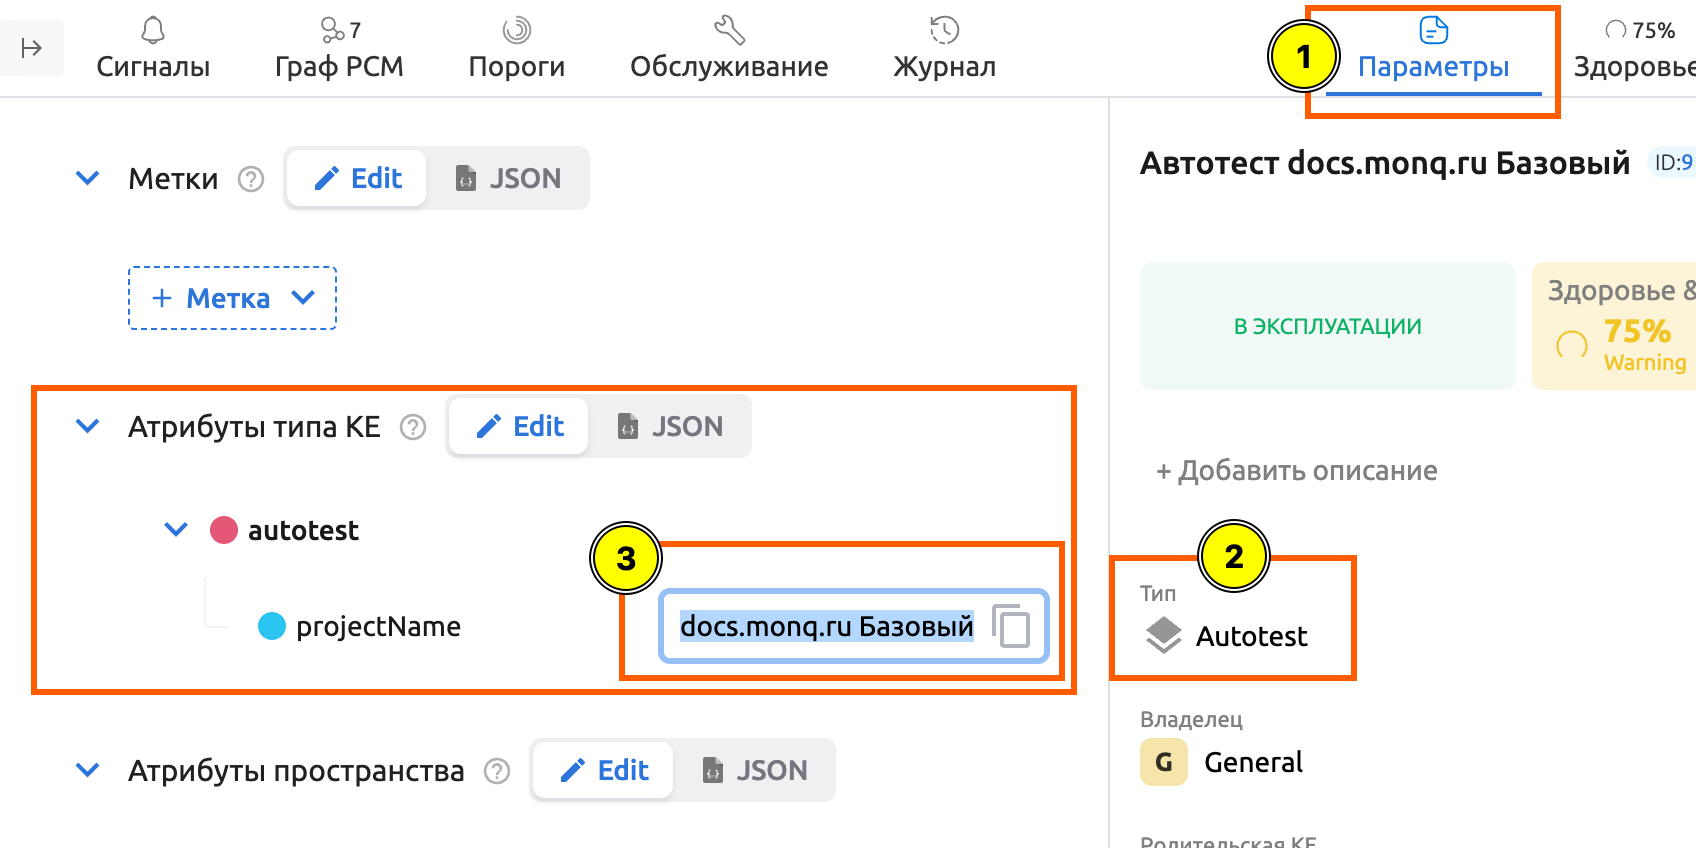 7
75%
Сигналы
Граф РСМ
Пороги
Обслуживание
Журнал
1
Параметры
Здоровье
Метки ? Edit JSON
+ Метка
Атрибуты типа КЕ ? Edit JSON
autotest
3
projectName
docs.monq.ru Базовый
Атрибуты пространства ? Edit JSON
Автотест docs.monq.ru Базовый ID:9
В ЭКСПЛУАТАЦИИ
Здоровье &
75%
Warning
+ Добавить описание
2
Тип
Autotest
Владелец
G General
Родительская КЕ